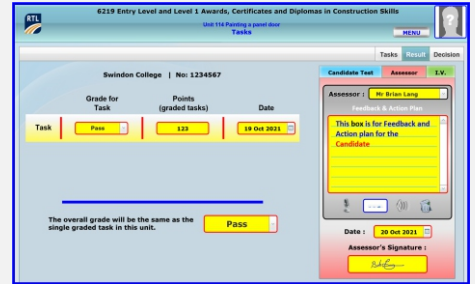 RTL
6219 Entry Level and Level 1 Awards, Certificates and Diplomas in Construction Skills
Unit 114 Painting a panel door
Tasks
MENU
?
Tasks Result Decision
Swindon College | No: 1234567
Grade for Task
Points (graded tasks)
Date
Task Pass 123 19 Oct 2021
The overall grade will be the same as the
single graded task in this unit.
Pass
Candidate Text Assessor I.V.
Assessor : Mr Brian Lang
Feedback & Action Plan
This box is for Feedback and
Action plan for the
Candidate
---
Date : 20 Oct 2021
Assessor's Signature :